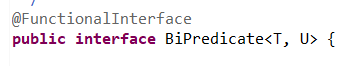 @FunctionalInterface
public interface BiPredicate<T, U> {